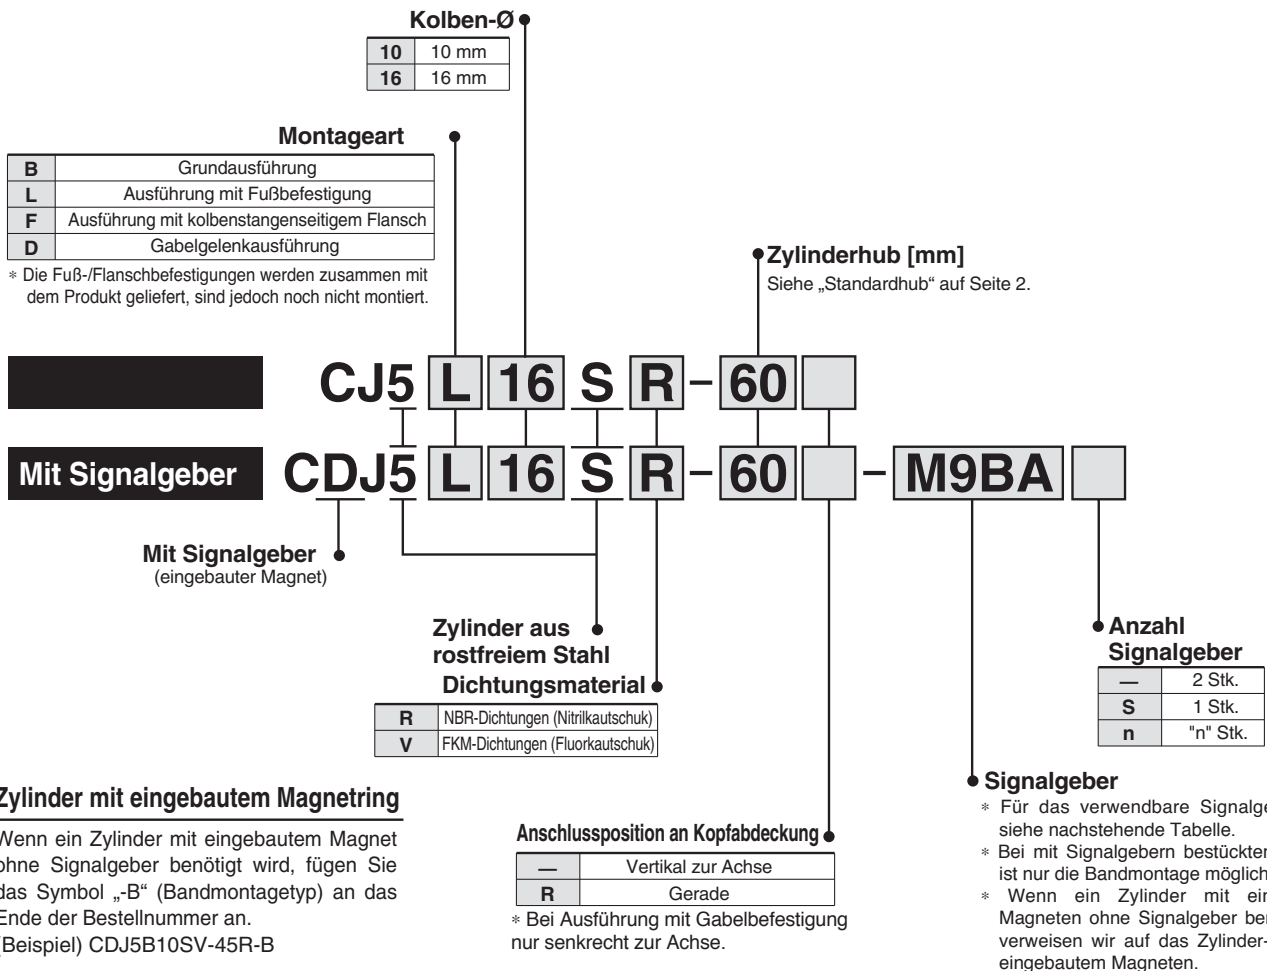 Kolben-Ø
10 10 mm
16 16 mm
Montageart
B Grundausführung
L Ausführung mit Fußbefestigung
F Ausführung mit kolbenstangenseitigem Flansch
D Gabelgelenkausführung
* Die Fuß-/Flanschbefestigungen werden zusammen mit
dem Produkt geliefert, sind jedoch noch nicht montiert.
Zylinderhub [mm]
Siehe „Standardhub“ auf Seite 2.
CJ5 L 16 S R - 60
Mit Signalgeber CDJ5 L 16 S R - 60 - M9BA
Mit Signalgeber
(eingebauter Magnet)
Zylinder aus
rostfreiem Stahl
Dichtungsmaterial
R NBR-Dichtungen (Nitrilkautschuk)
V FKM-Dichtungen (Fluorkautschuk)
Anzahl
Signalgeber
— 2 Stk.
S 1 Stk.
n "n" Stk.
Zylinder mit eingebautem Magnetring
Wenn ein Zylinder mit eingebautem Magnet
ohne Signalgeber benötigt wird, fügen Sie
das Symbol „-B“ (Bandmontagetyp) an das
Ende der Bestellnummer an.
(Beispiel) CDJ5B10SV-45R-B
Anschlussposition an Kopfabdeckung
— Vertikal zur Achse
R Gerade
* Bei Ausführung mit Gabelbefestigung
nur senkrecht zur Achse.
Signalgeber
* Für das verwendbare Signalge
siehe nachstehende Tabelle.
* Bei mit Signalgebern bestückten
ist nur die Bandmontage möglich
* Wenn ein Zylinder mit ein
Magneten ohne Signalgeber ben
verweisen wir auf das Zylinder-
eingebautem Magneten.